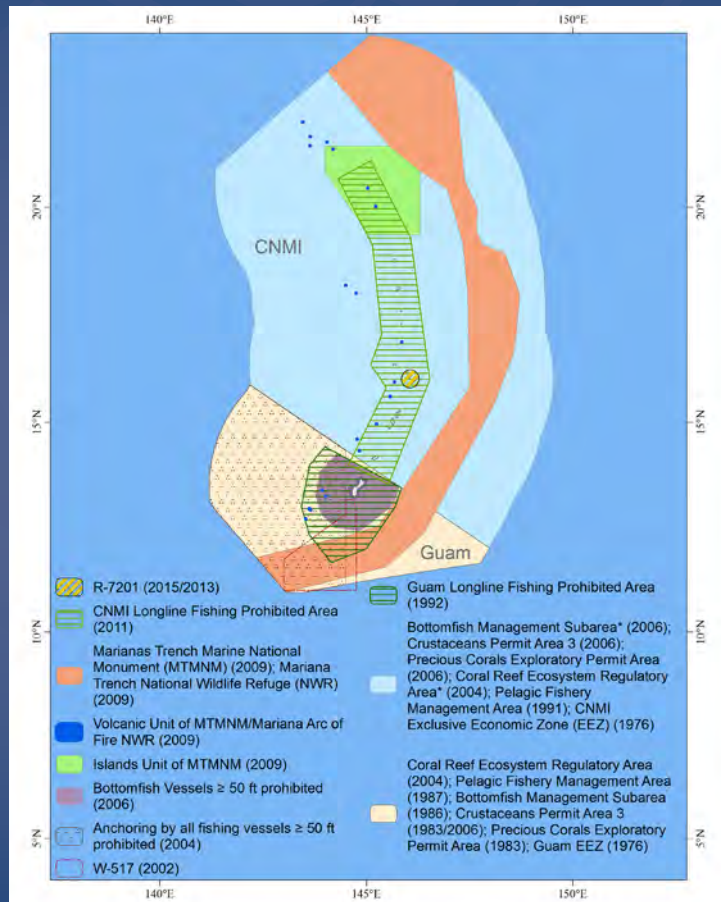 140°E 145°E 150°E
20°N 20°N
CNMI
15°N 15°N
Guam
R-7201 (2015/2013)
CNMI Longline Fishing Prohibited Area
(2011)
Marianas Trench Marine National
Monument (MTMNM) (2009); Mariana
Trench National Wildlife Refuge (NWR)
(2009)
Volcanic Unit of MTMNM/Mariana Arc of
Fire NWR (2009)
Islands Unit of MTMNM (2009)
Bottomfish Vessels ≥ 50 ft prohibited
(2006)
Anchoring by all fishing vessels ≥ 50 ft
prohibited (2004)
W-517 (2002)
Guam Longline Fishing Prohibited Area
(1992)
Bottomfish Management Subarea* (2006);
Crustaceans Permit Area 3 (2006);
Precious Corals Exploratory Permit Area
(2006); Coral Reef Ecosystem Regulatory
Area* (2004); Pelagic Fishery
Management Area (1991); CNMI
Exclusive Economic Zone (EEZ) (1976)
Coral Reef Ecosystem Regulatory Area
(2004); Pelagic Fishery Management Area
(1987); Bottomfish Management Subarea
(1986); Crustaceans Permit Area 3
(1983/2006); Precious Corals Exploratory
Permit Area (1983); Guam EEZ (1976)
10°N 10°N
5°N 5°N
140°E 145°E 150°E